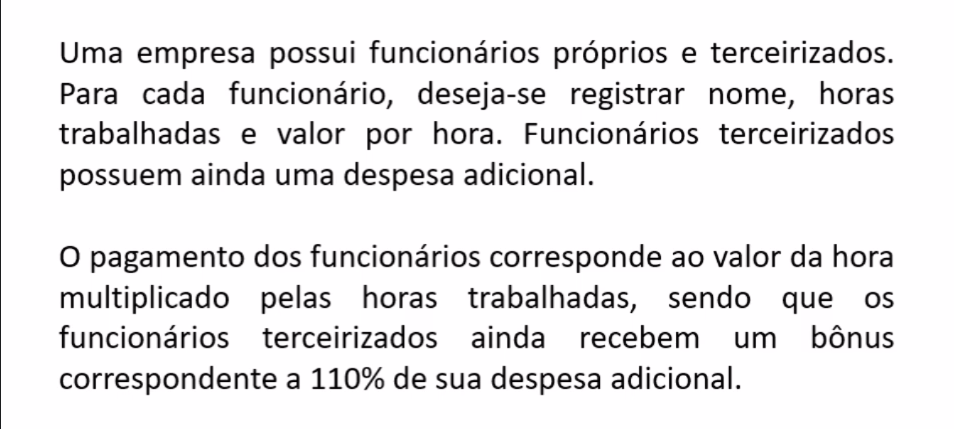 Uma empresa possui funcionários próprios e terceirizados.
Para cada funcionário, deseja-se registrar nome, horas
trabalhadas e valor por hora. Funcionários terceirizados
possuem ainda uma despesa adicional.
O pagamento dos funcionários corresponde ao valor da hora
multiplicado pelas horas trabalhadas, sendo que os
funcionários terceirizados ainda recebem um bônus
correspondente a 110% de sua despesa adicional.